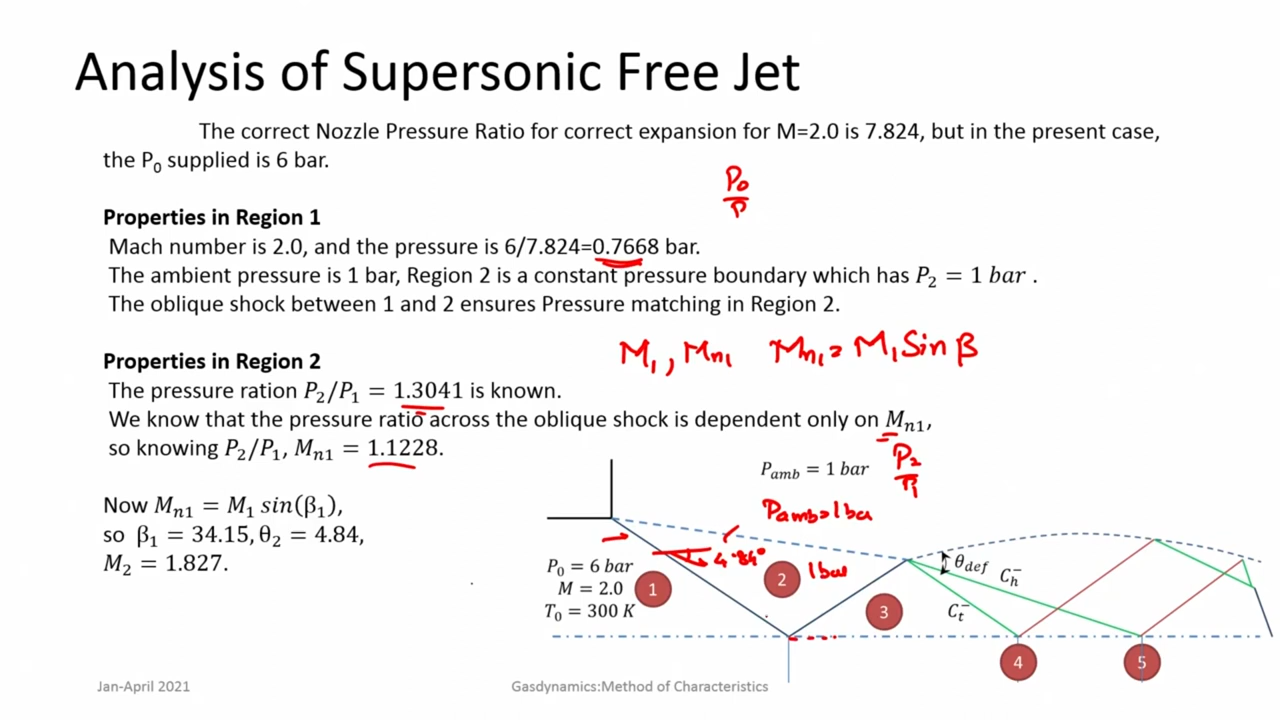 Analysis of Supersonic Free Jet
The correct Nozzle Pressure Ratio for correct expansion for M=2.0 is 7.824, but in the present case,
the P₀ supplied is 6 bar.
P₀
P
Properties in Region 1
Mach number is 2.0, and the pressure is 6/7.824=0.7668 bar.
The ambient pressure is 1 bar, Region 2 is a constant pressure boundary which has P₂ = 1 bar .
The oblique shock between 1 and 2 ensures Pressure matching in Region 2.
M₁, Mn₁ Mn₁ = M₁ Sin β
Properties in Region 2
The pressure ration P₂/P₁ = 1.3041 is known.
We know that the pressure ratio across the oblique shock is dependent only on Mₙ₁,
so knowing P₂/P₁, Mₙ₁ = 1.1228.
P₂
P₁
Now Mₙ₁ = M₁ sin(β₁),
so β₁ = 34.15, θ₂ = 4.84,
M₂ = 1.827.
Pamb = 1 bar
Pamb=1bar
4.84°
1bar
P₀ = 6 bar
M = 2.0
T₀ = 300 K
1
2
3
θdef
Cₕ⁻
Cₜ⁻
4
5
Jan-April 2021
Gasdynamics:Method of Characteristics